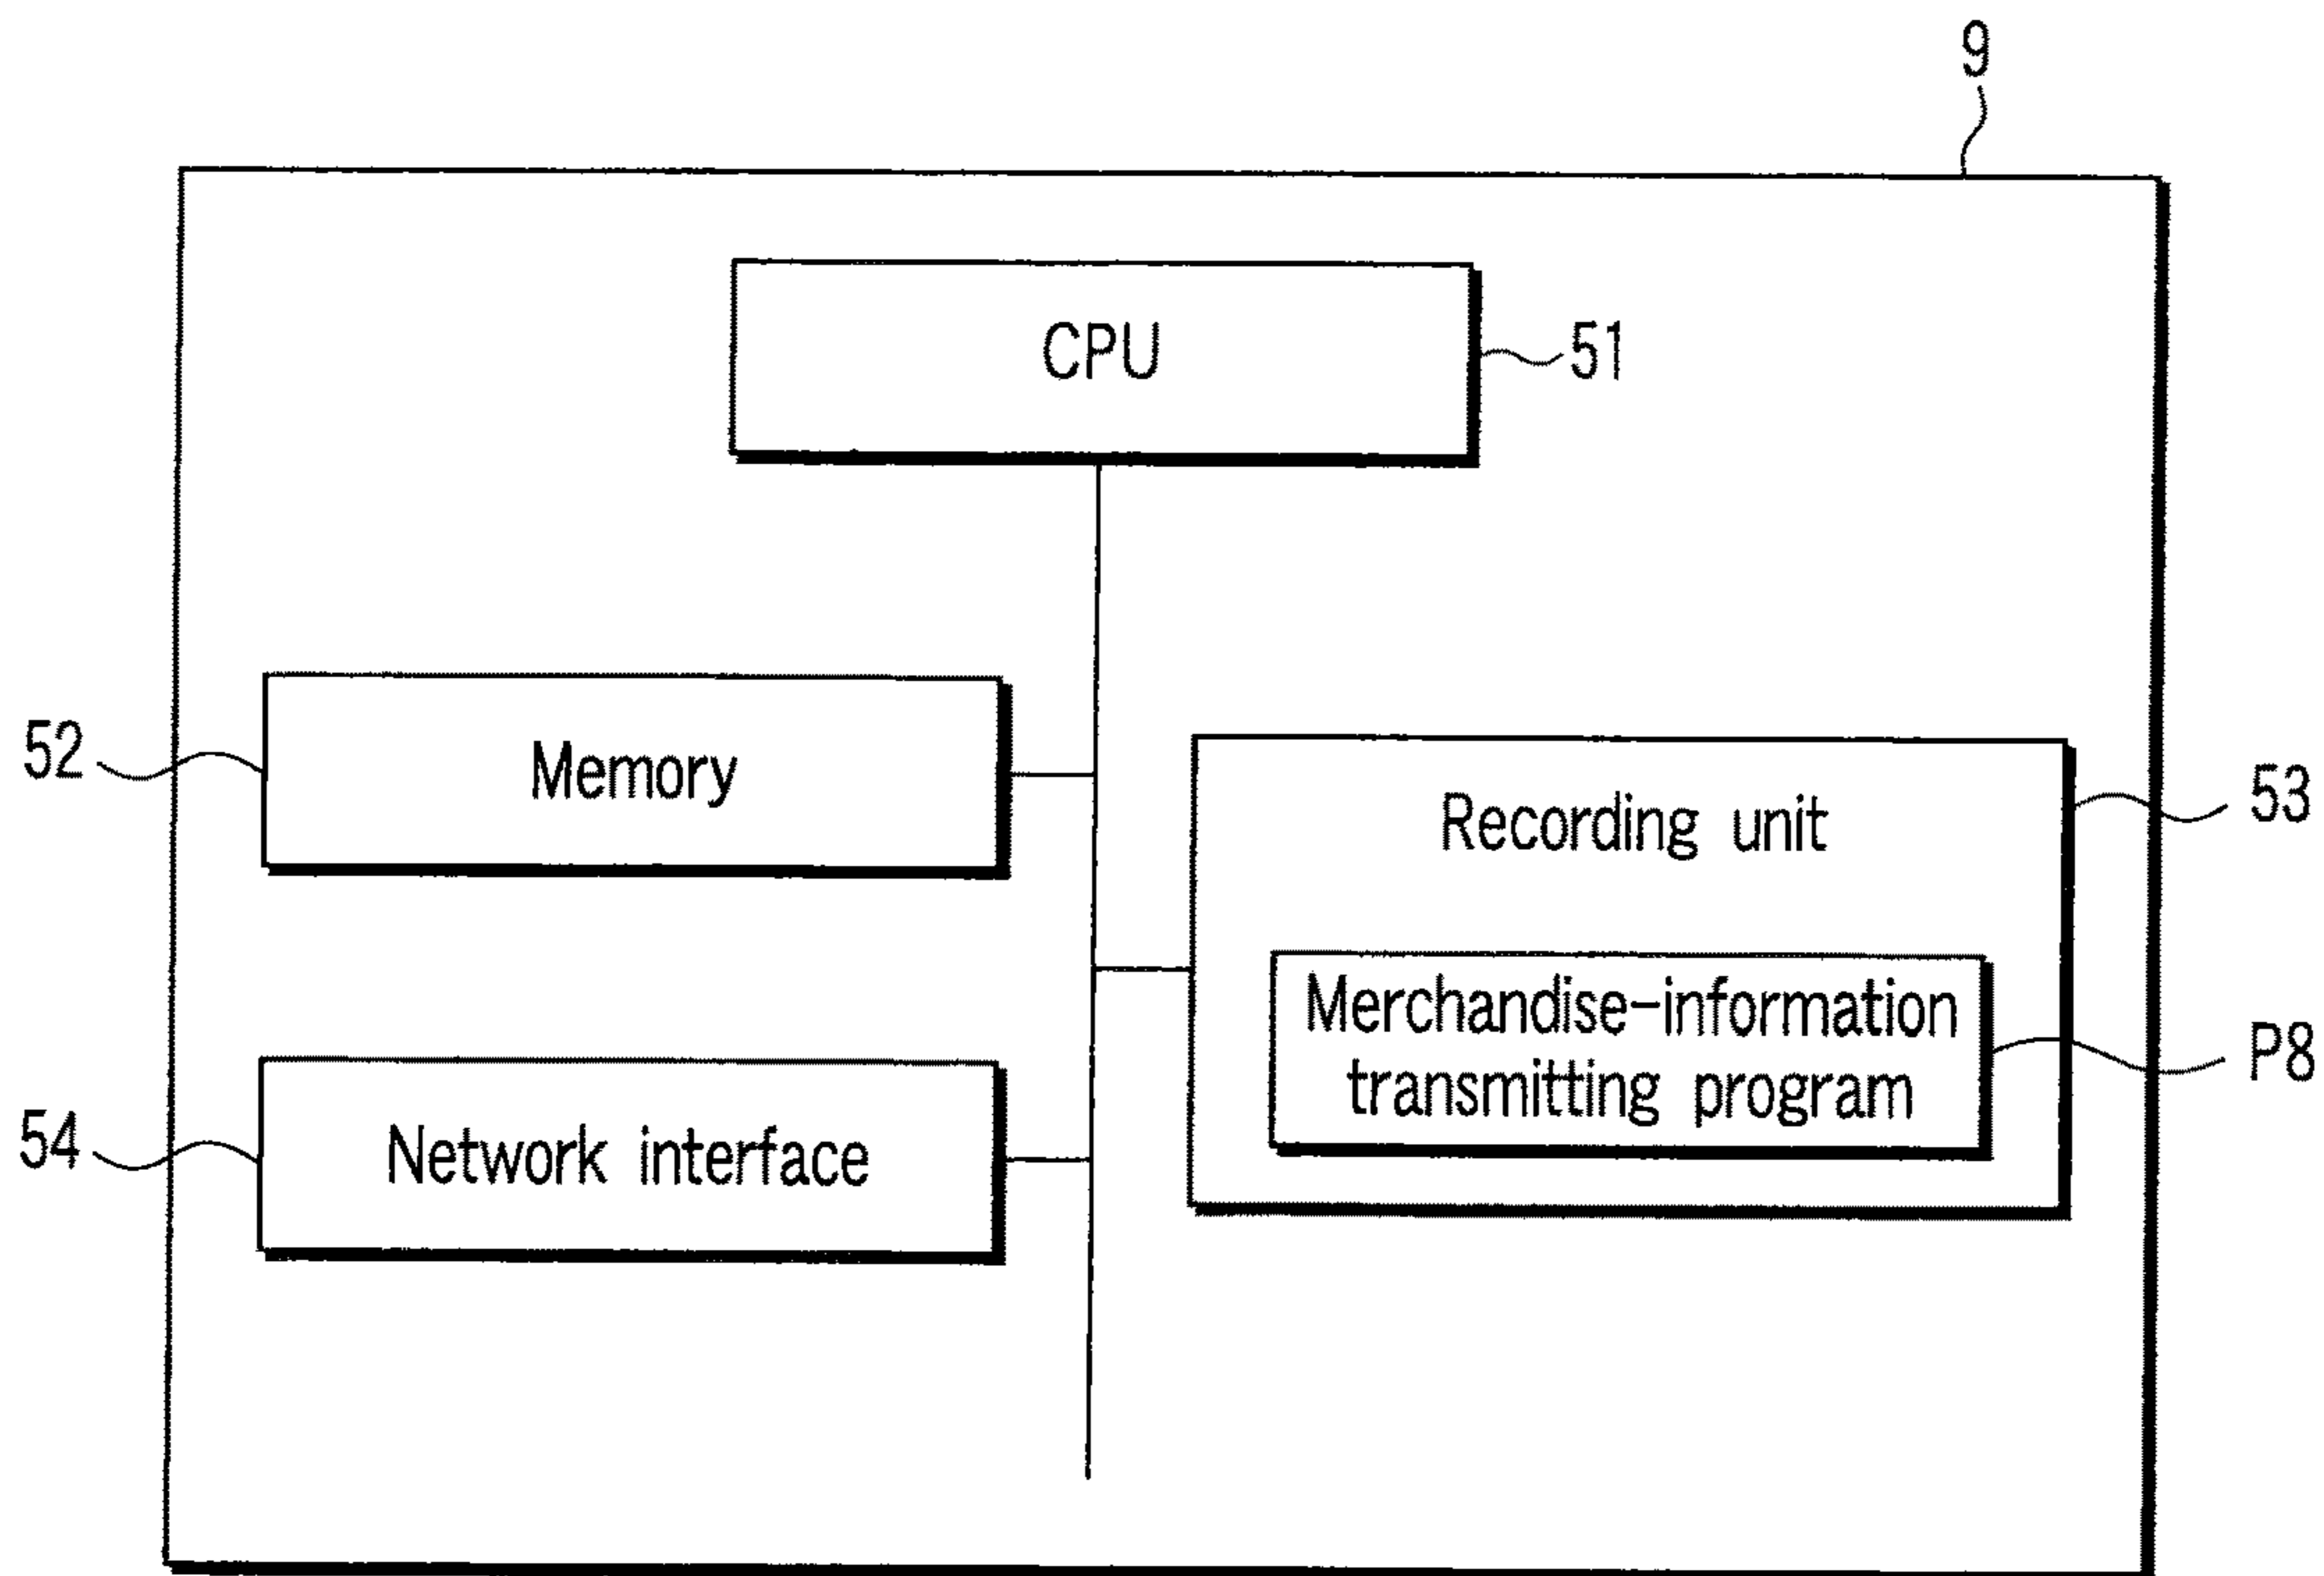 9
CPU
51
52
Memory
Recording unit
53
Merchandise-information
transmitting program
P8
54
Network interface